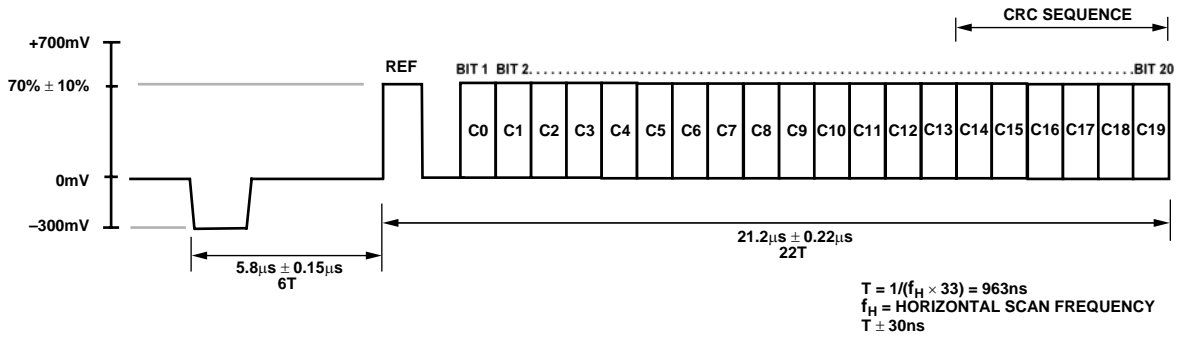 CRC SEQUENCE
+700mV
REF
BIT 1 BIT 2.......................................................................................BIT 20
70% ± 10%
C0 C1 C2 C3 C4 C5 C6 C7 C8 C9 C10 C11 C12 C13 C14 C15 C16 C17 C18 C19
0mV
–300mV
21.2μs ± 0.22μs
22T
5.8μs ± 0.15μs
6T
T = 1/(fH × 33) = 963ns
fH = HORIZONTAL SCAN FREQUENCY
T ± 30ns